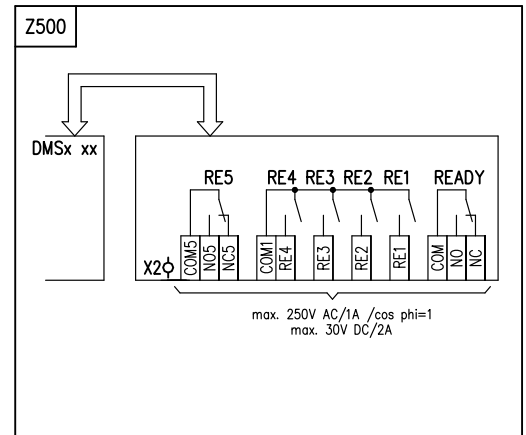 Z500
DMSx xx
RE5 RE4 RE3 RE2 RE1 READY
X2
COM5 NO5 NC5 COM1 RE4 RE3 RE2 RE1 COM NO NC
max. 250V AC/1A /cos phi=1
max. 30V DC/2A